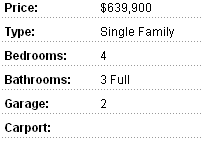 Price: $639,900
Type: Single Family
Bedrooms: 4
Bathrooms: 3 Full
Garage: 2
Carport: